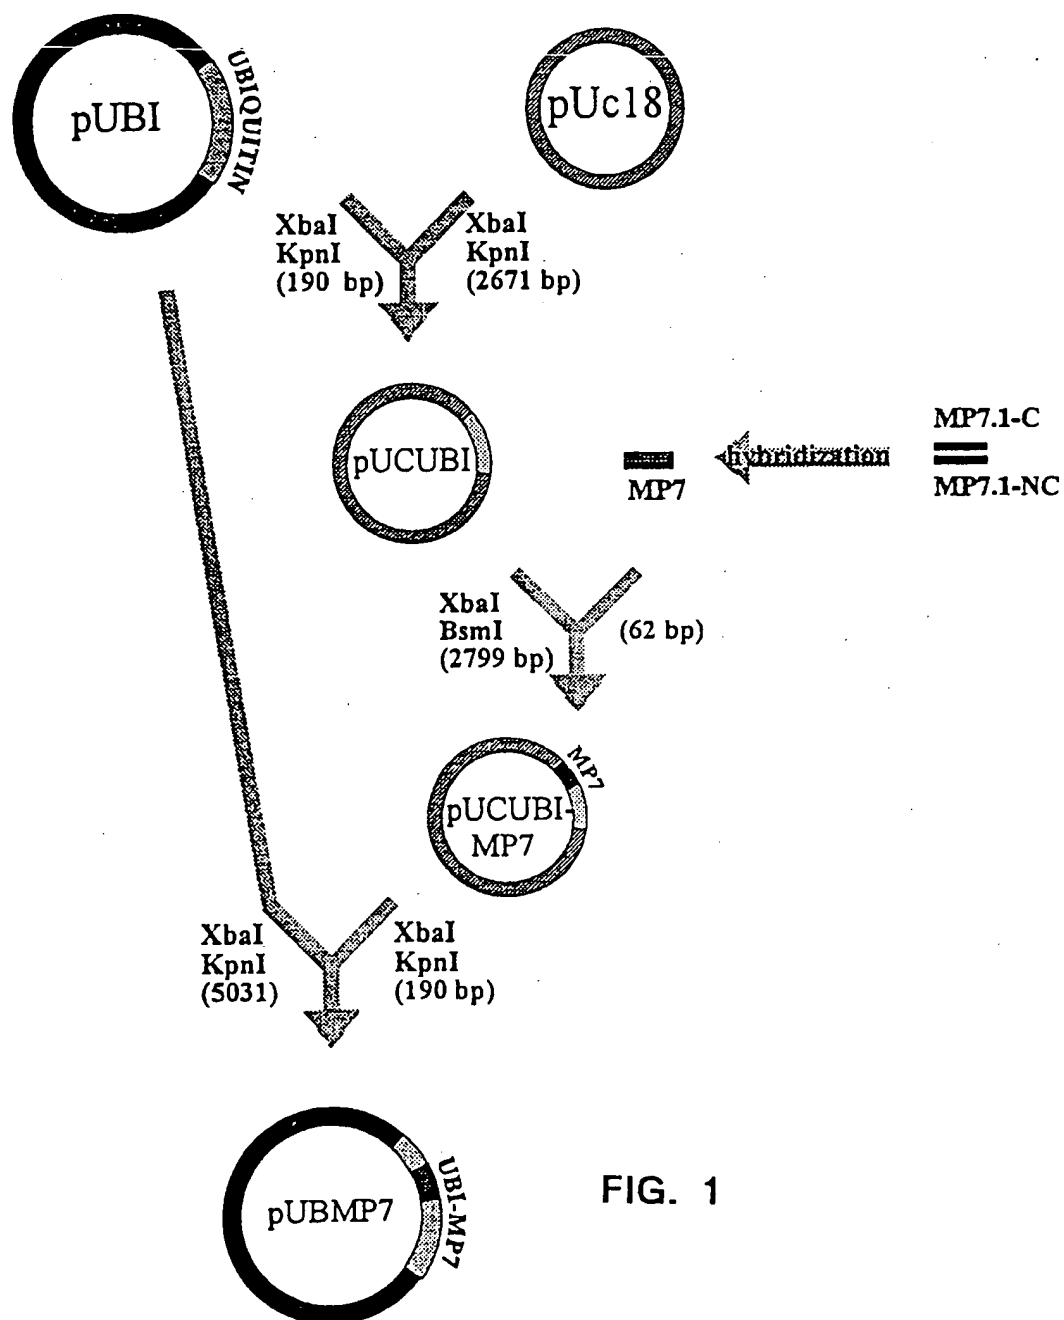 pUBI
UBIQUITIN
pUc18
XbaI
KpnI
(190 bp)
XbaI
KpnI
(2671 bp)
pUCUBI
MP7
hybridization
MP7.1-C
MP7.1-NC
XbaI
BsmI
(2799 bp)
(62 bp)
MP7
pUCUBI-
MP7
XbaI
KpnI
(5031)
XbaI
KpnI
(190 bp)
pUBMP7
UBI-MP7
FIG. 1